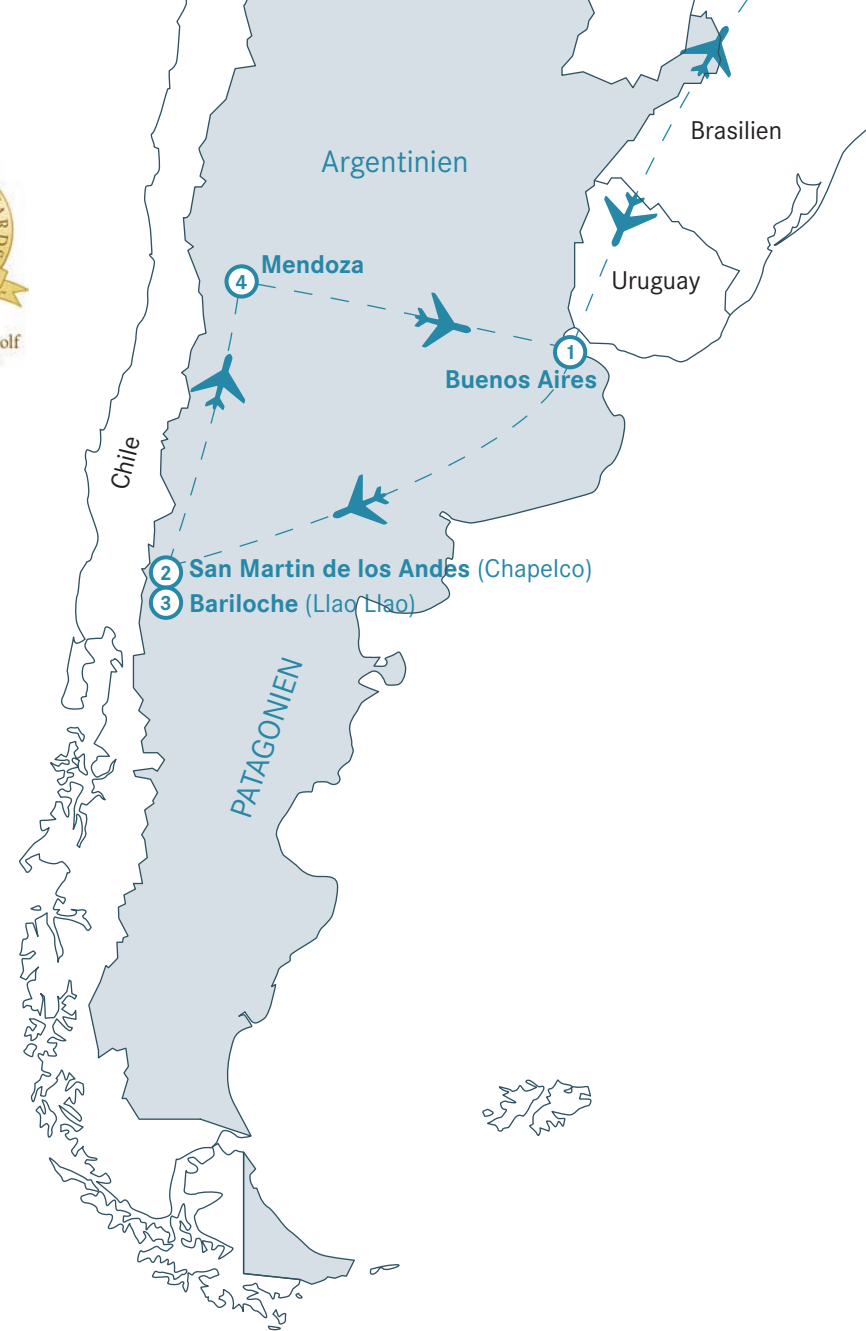 Brasilien
Argentinien
ARDS
olf
4 Mendoza
Uruguay
1
Buenos Aires
Chile
2 San Martin de los Andes (Chapelco)
3 Bariloche (Llao Llao)
PATAGONIEN